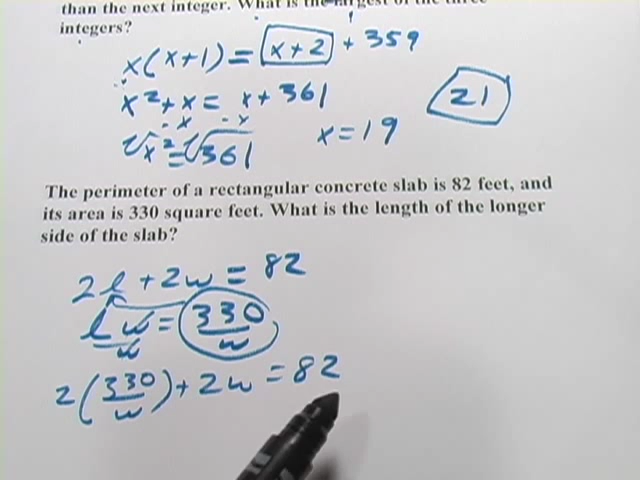 than the next integer. What is the largest of the three
integers?
x(x+1) = x+2 + 359
x² + x = x + 361
- x - x
√x² = √361
x = 19
21
The perimeter of a rectangular concrete slab is 82 feet, and
its area is 330 square feet. What is the length of the longer
side of the slab?
2l + 2w = 82
lw/w = 330/w
2(330/w) + 2w = 82